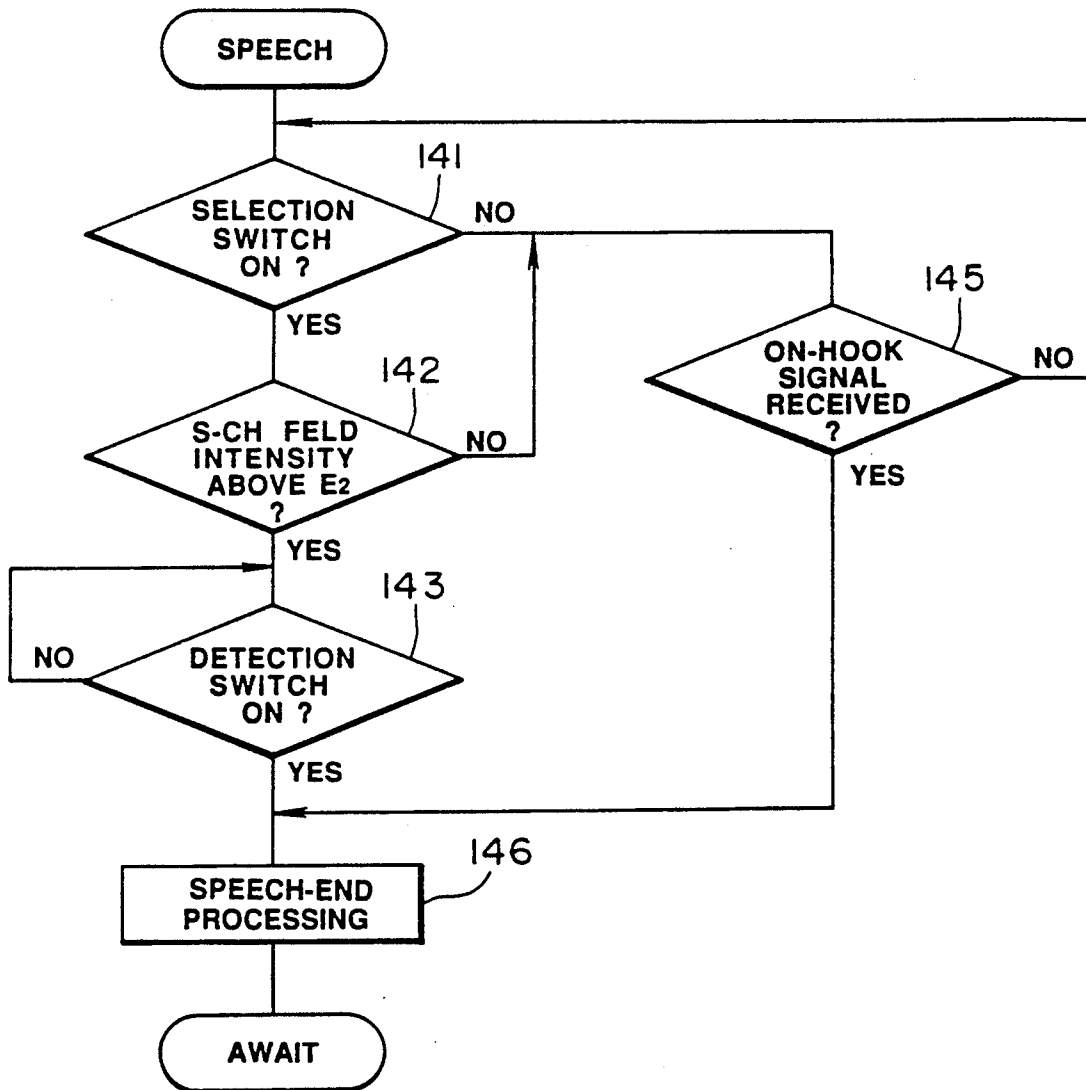 SPEECH
141
SELECTION
SWITCH
ON ?
NO
YES
142
S-CH FELD
INTENSITY
ABOVE E2
?
NO
YES
145
ON-HOOK
SIGNAL
RECEIVED
?
NO
YES
143
DETECTION
SWITCH
ON ?
NO
YES
146
SPEECH-END
PROCESSING
AWAIT